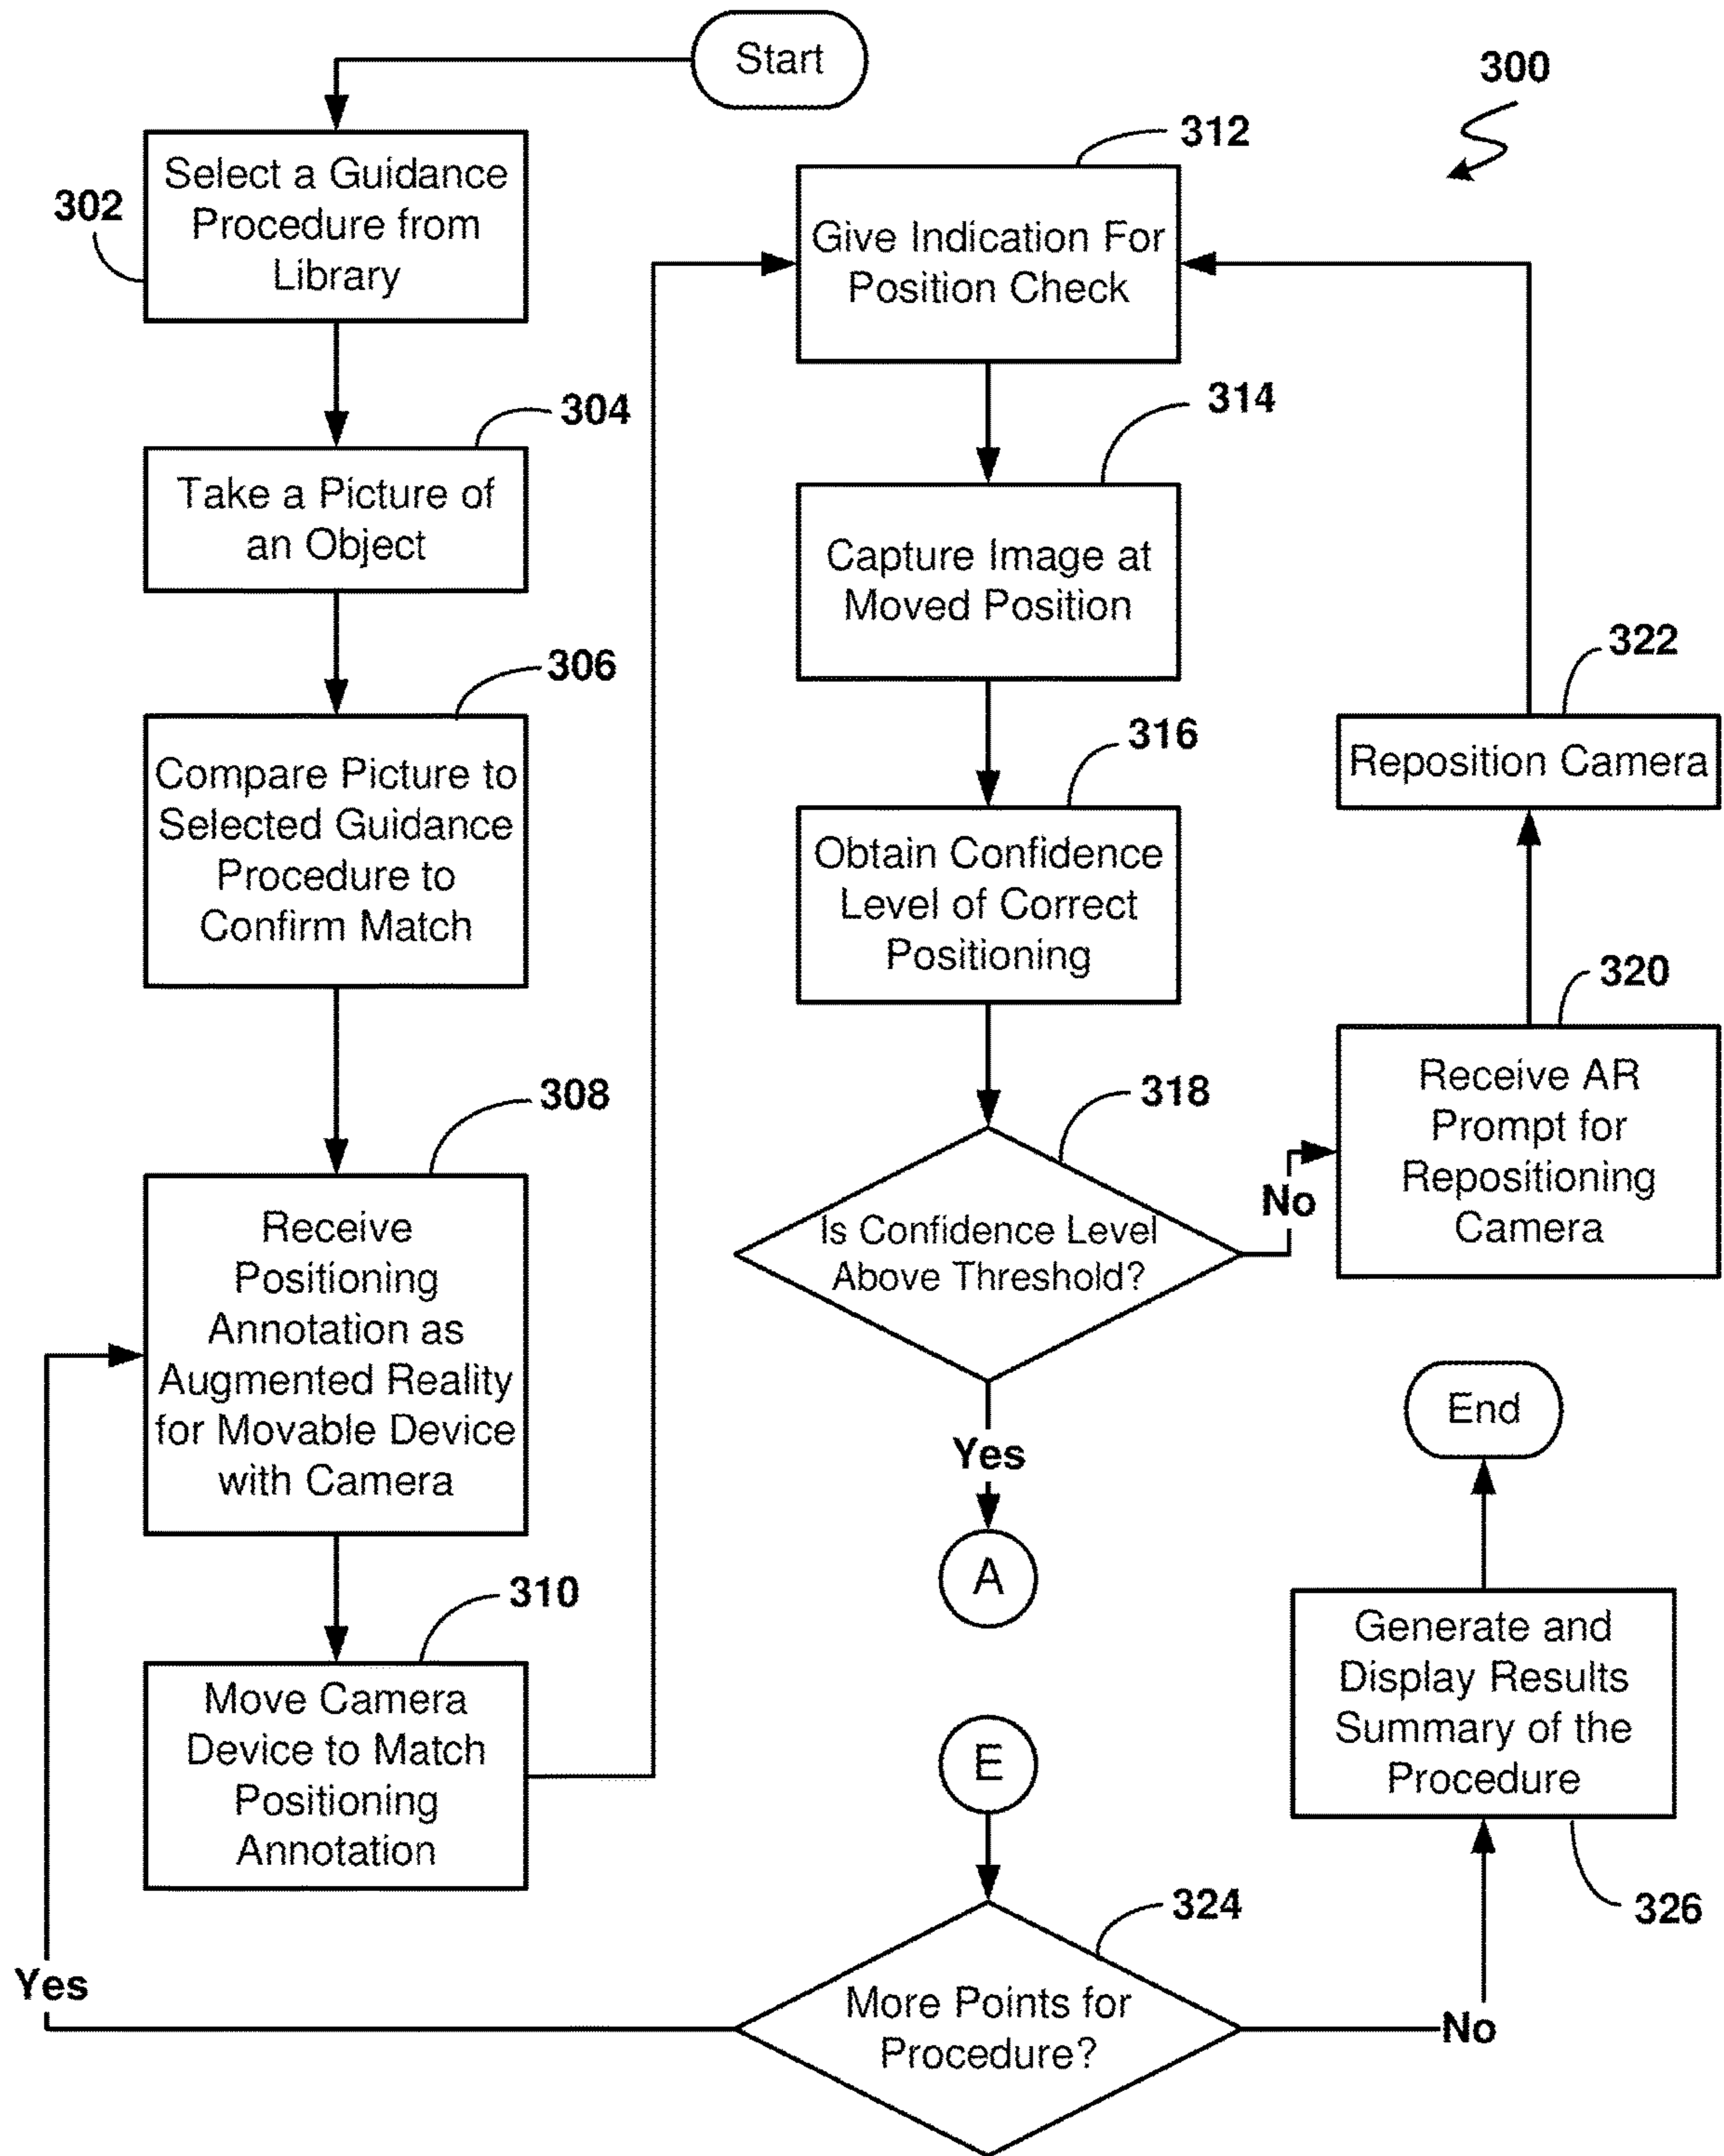 Start
300
302
Select a Guidance
Procedure from
Library
304
Take a Picture of
an Object
306
Compare Picture to
Selected Guidance
Procedure to
Confirm Match
308
Receive
Positioning
Annotation as
Augmented Reality
for Movable Device
with Camera
310
Move Camera
Device to Match
Positioning
Annotation
312
Give Indication For
Position Check
314
Capture Image at
Moved Position
316
Obtain Confidence
Level of Correct
Positioning
318
Is Confidence Level
Above Threshold?
No
Yes
A
320
Receive AR
Prompt for
Repositioning
Camera
322
Reposition Camera
E
324
More Points for
Procedure?
Yes
No
326
Generate and
Display Results
Summary of the
Procedure
End